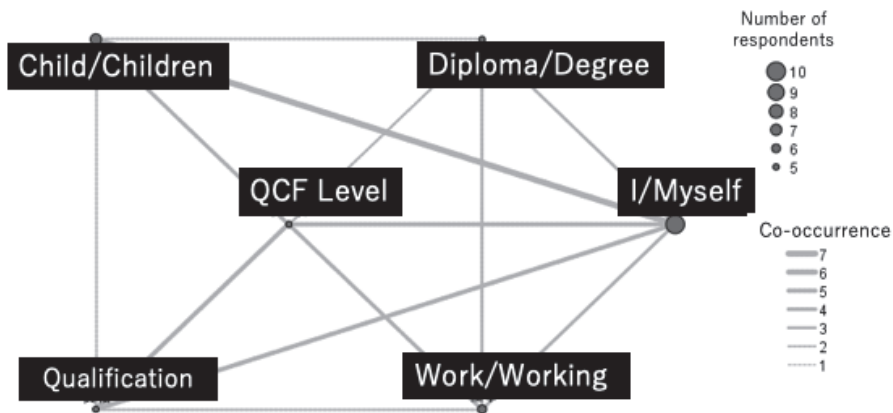 Child/Children
Diploma/Degree
QCF Level
I/Myself
Qualification
Work/Working
Number of
respondents
10
9
8
7
6
5
Co-occurrence
7
6
5
4
3
2
1